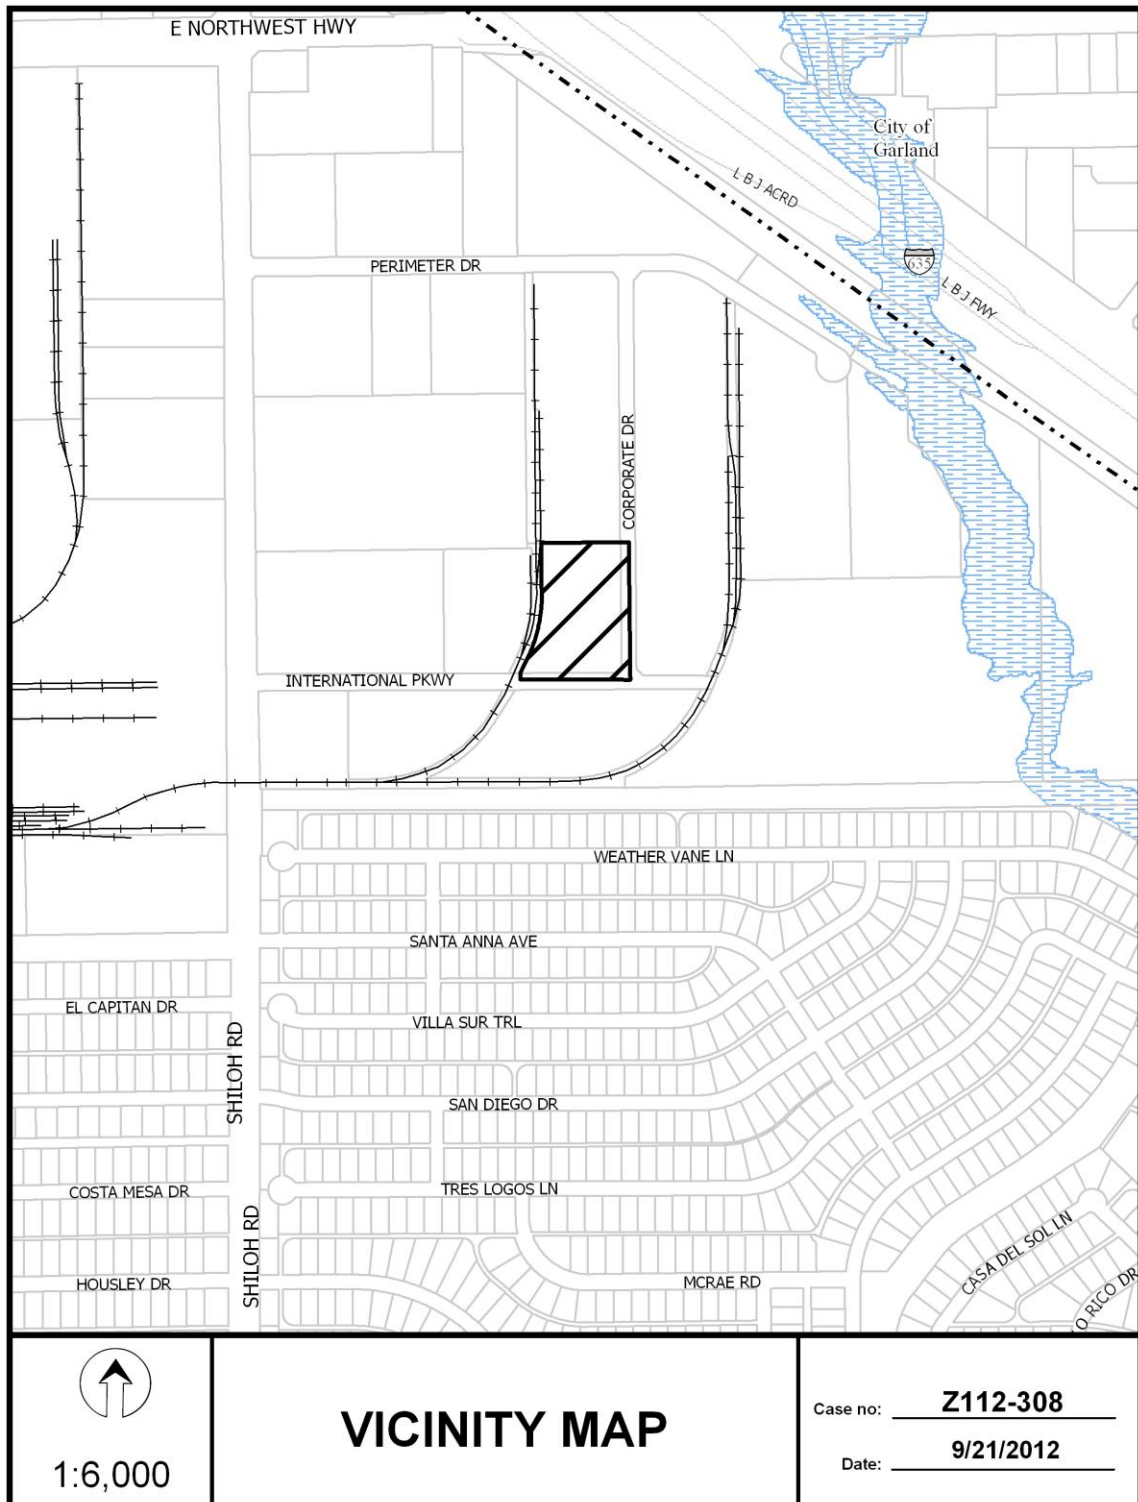 E NORTHWEST HWY
City of
Garland
L B J ACRD
635
PERIMETER DR
L B J FWY
CORPORATE DR
INTERNATIONAL PKWY
WEATHER VANE LN
SANTA ANNA AVE
EL CAPITAN DR
VILLA SUR TRL
SHILOH RD
SAN DIEGO DR
COSTA MESA DR
TRES LOGOS LN
SHILOH RD
CASA DEL SOL LN
HOUSLEY DR
MCRAE RD
O RICO DR
1:6,000
VICINITY MAP
Case no: Z112-308
Date: 9/21/2012